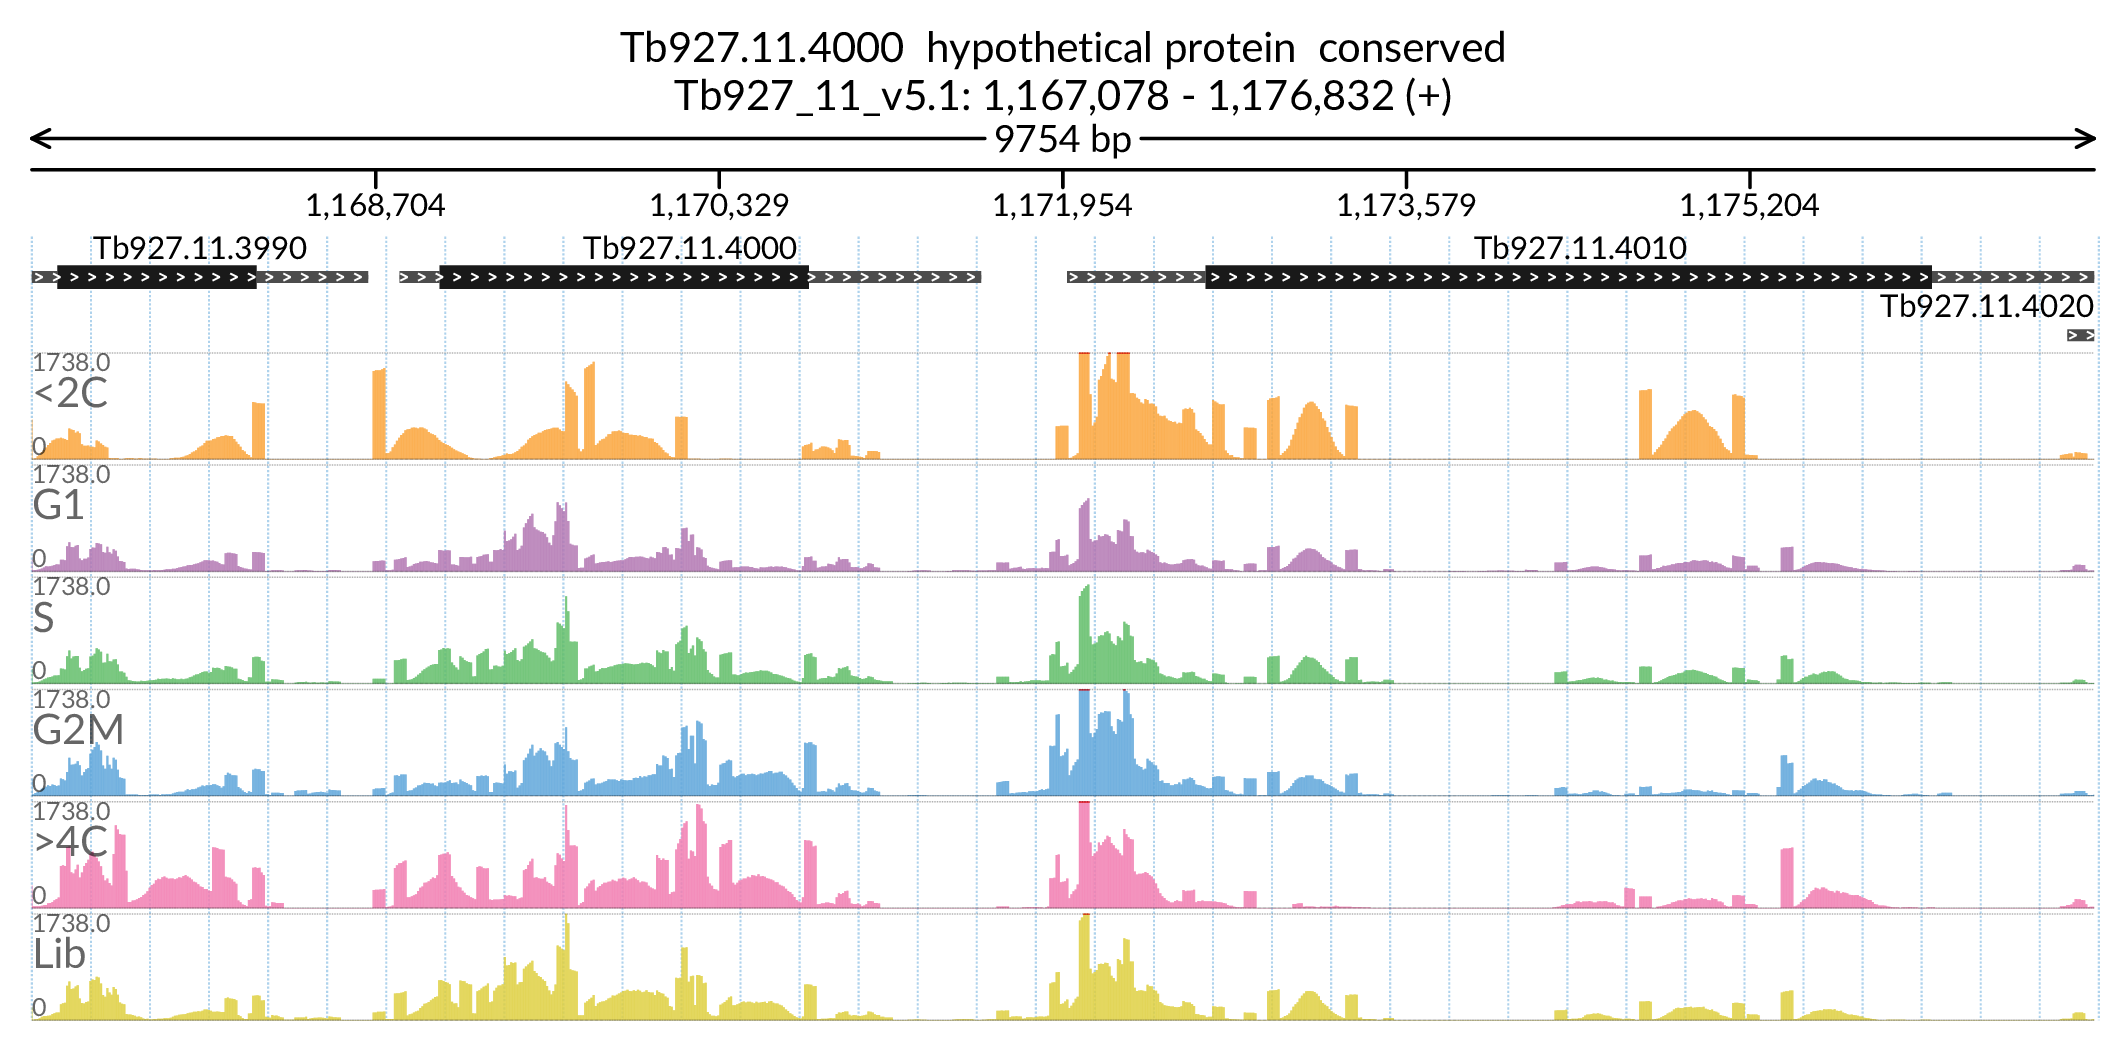 Tb927.11.4000  hypothetical protein  conserved
Tb927_11_v5.1: 1,167,078 - 1,176,832 (+)
9754 bp
1,168,704 1,170,329 1,171,954 1,173,579 1,175,204
Tb927.11.3990 Tb927.11.4000 Tb927.11.4010
Tb927.11.4020
1738.0
<2C
0
1738.0
G1
0
1738.0
S
0
1738.0
G2M
0
1738.0
>4C
0
1738.0
Lib
0